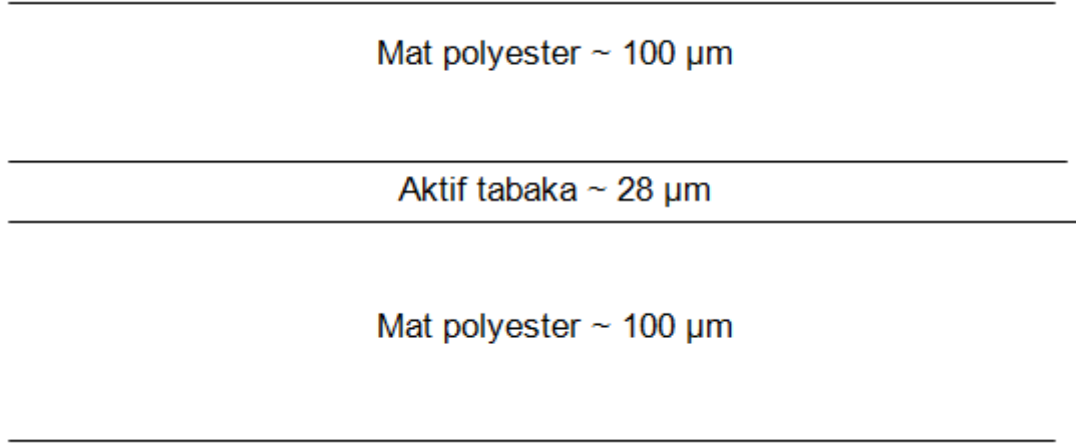 Mat polyester ~ 100 µm
Aktif tabaka ~ 28 µm
Mat polyester ~ 100 µm